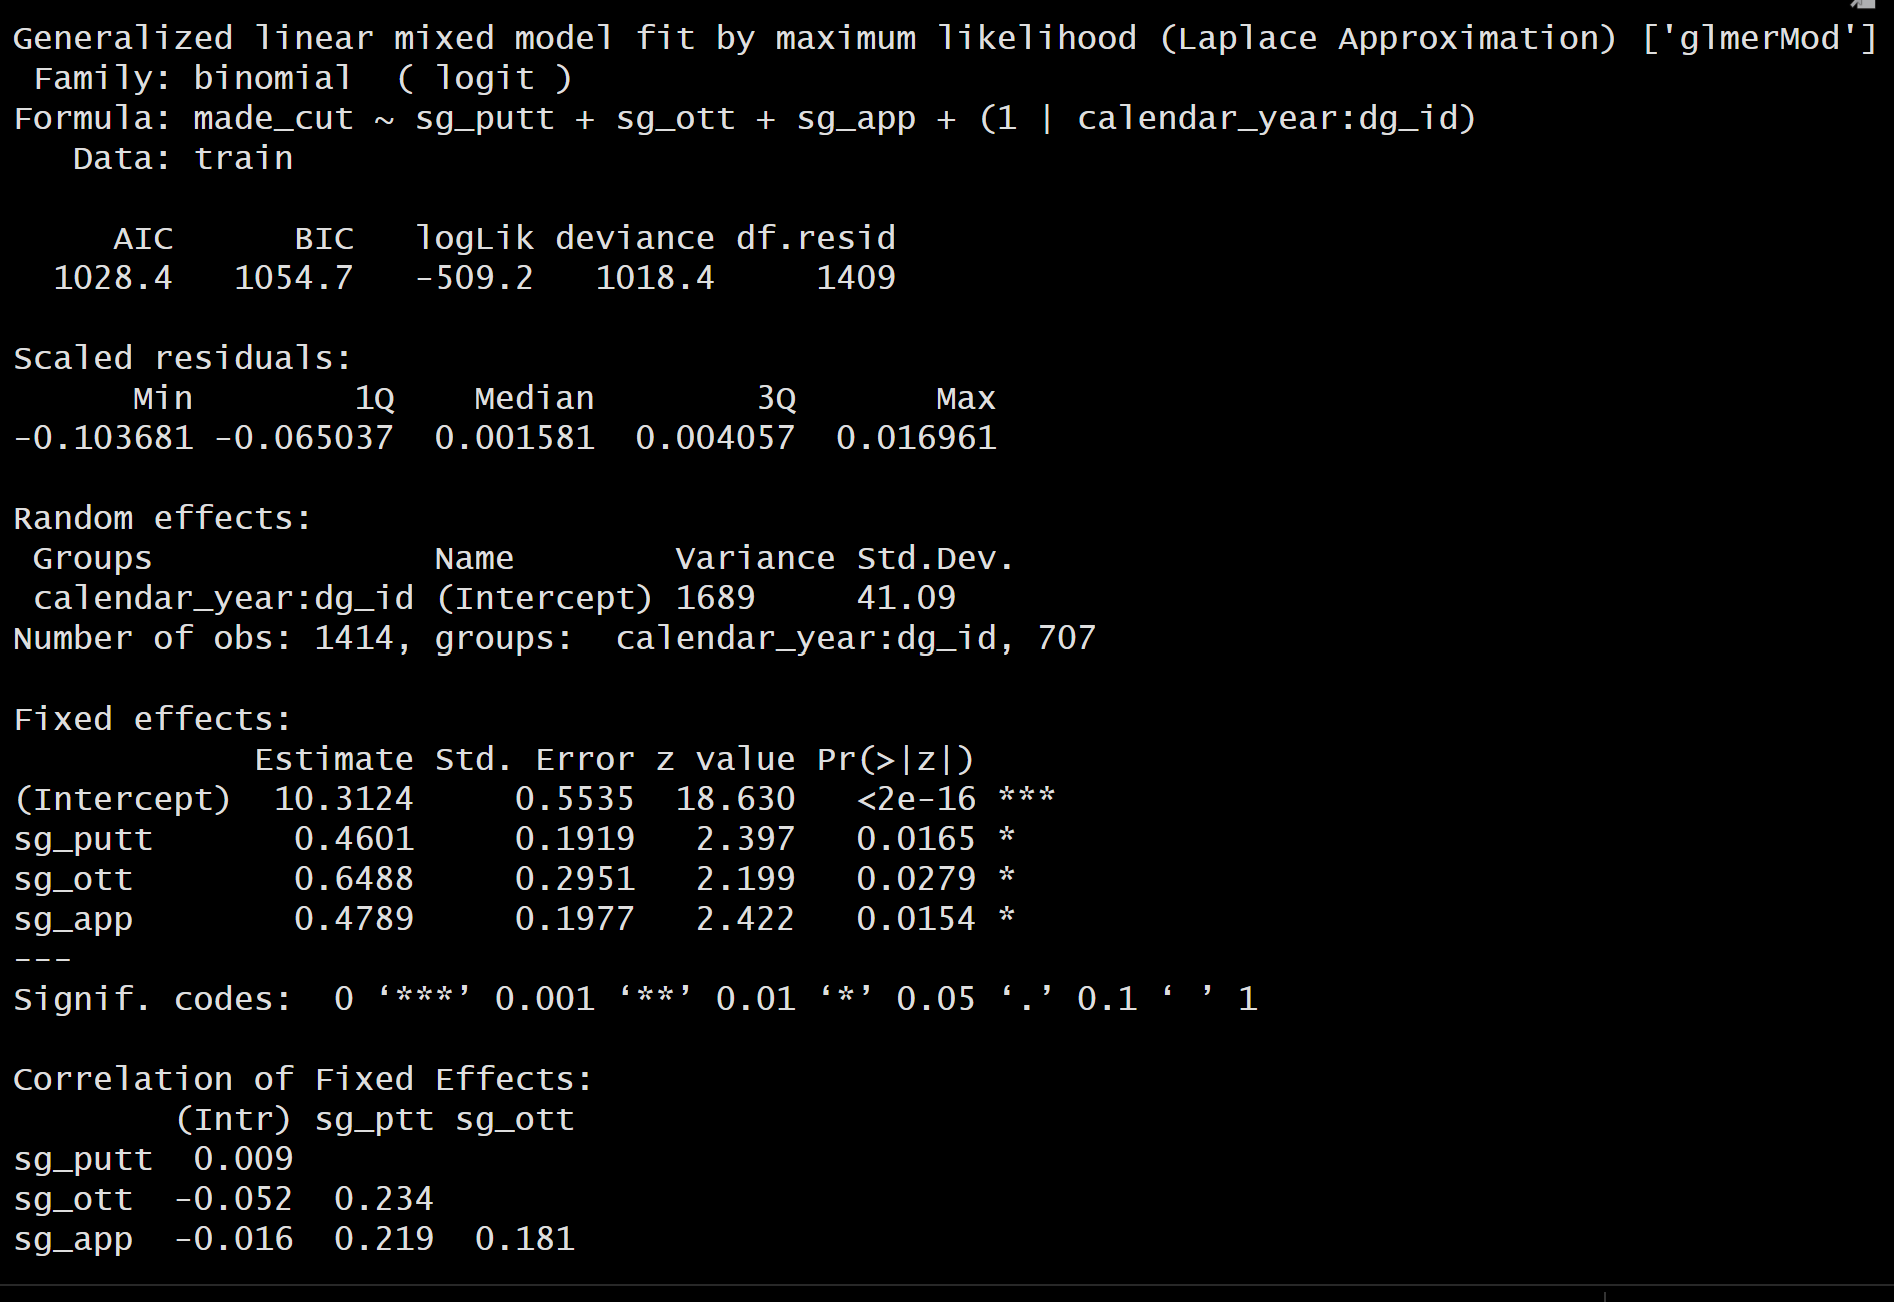 Generalized linear mixed model fit by maximum likelihood (Laplace Approximation) ['glmerMod']
 Family: binomial  ( logit )
Formula: made_cut ~ sg_putt + sg_ott + sg_app + (1 | calendar_year:dg_id)
   Data: train

     AIC      BIC   logLik deviance df.resid
  1028.4   1054.7   -509.2   1018.4     1409

Scaled residuals:
      Min        1Q    Median        3Q       Max
-0.103681 -0.065037  0.001581  0.004057  0.016961

Random effects:
 Groups              Name        Variance Std.Dev.
 calendar_year:dg_id (Intercept) 1689     41.09
Number of obs: 1414, groups:  calendar_year:dg_id, 707

Fixed effects:
            Estimate Std. Error z value Pr(>|z|)
(Intercept)  10.3124     0.5535  18.630   <2e-16 ***
sg_putt       0.4601     0.1919   2.397   0.0165 *
sg_ott        0.6488     0.2951   2.199   0.0279 *
sg_app        0.4789     0.1977   2.422   0.0154 *
---
Signif. codes:  0 ‘***’ 0.001 ‘**’ 0.01 ‘*’ 0.05 ‘.’ 0.1 ‘ ’ 1

Correlation of Fixed Effects:
        (Intr) sg_ptt sg_ott
sg_putt  0.009
sg_ott  -0.052  0.234
sg_app  -0.016  0.219  0.181